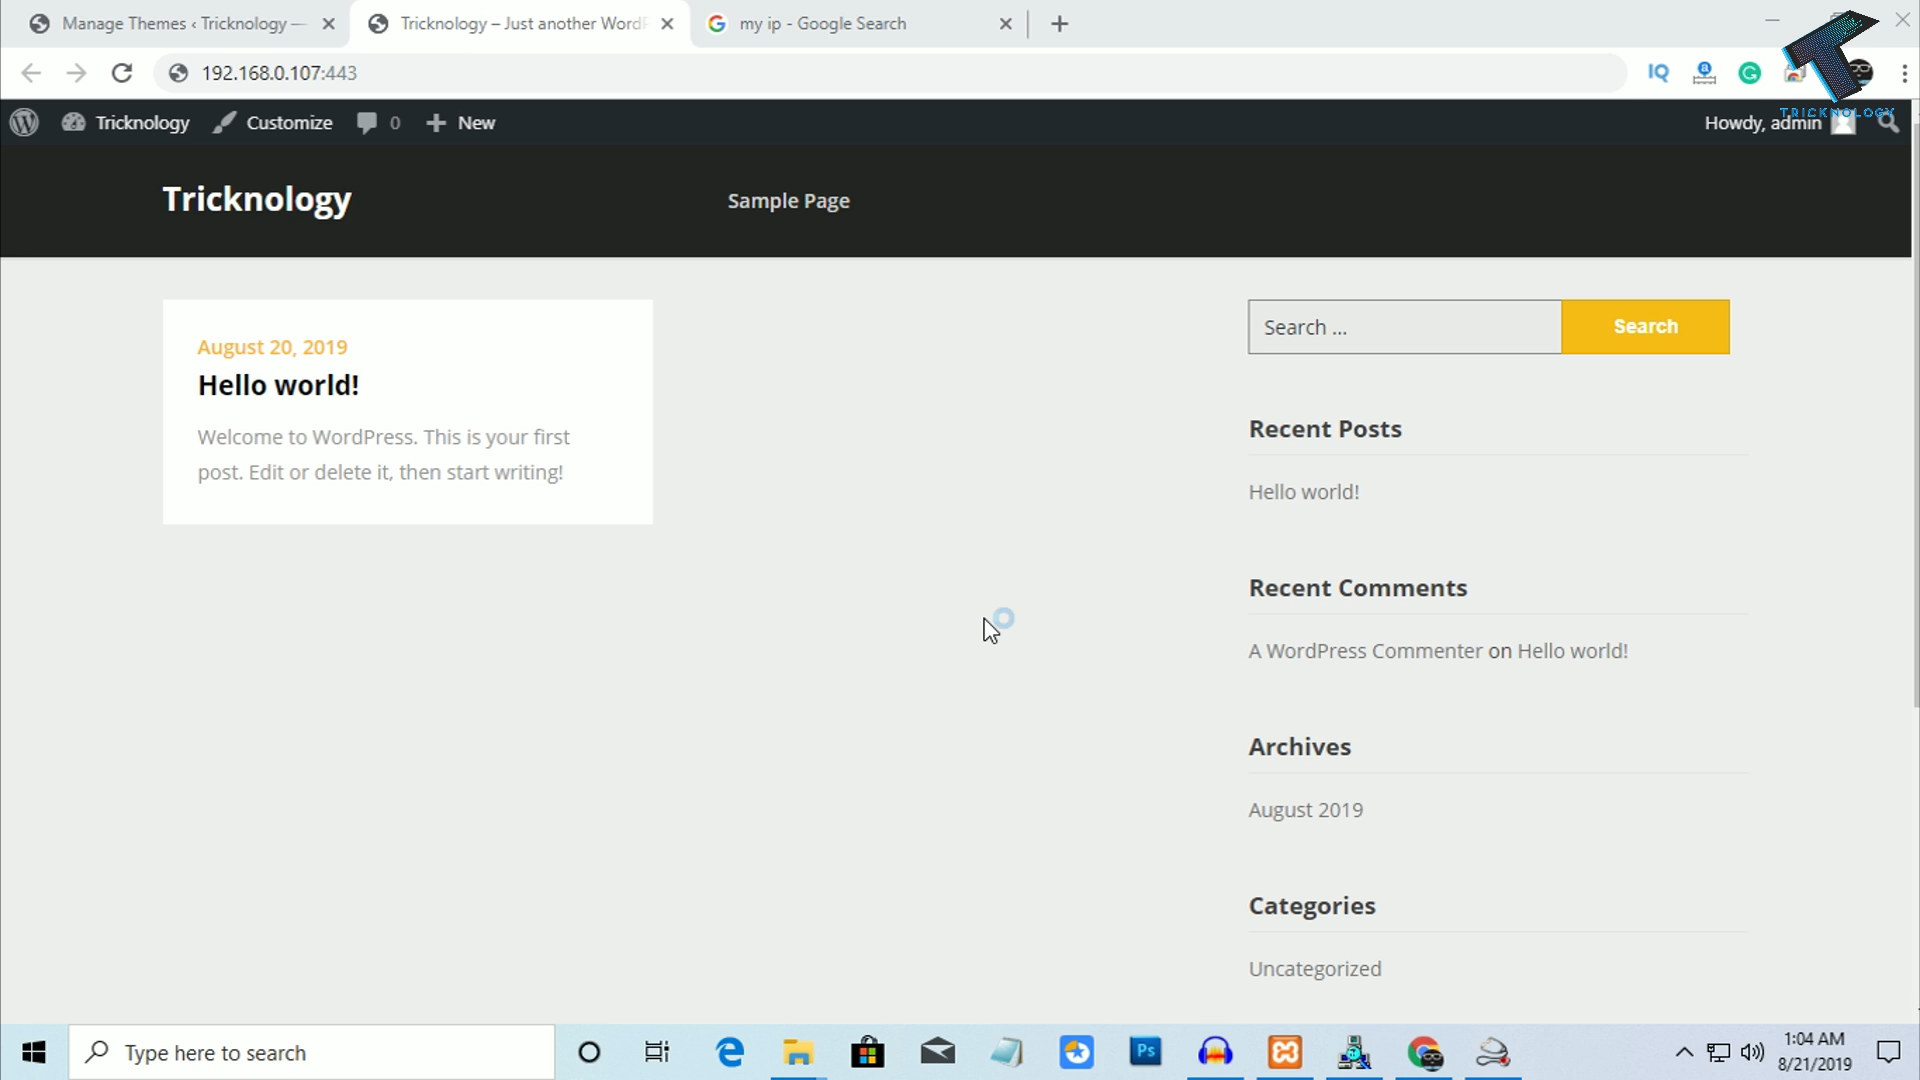 Manage Themes ‹ Tricknology —
Tricknology – Just another WordP
my ip - Google Search
192.168.0.107:443
IQ
TRICKNOLOGY
Tricknology
Customize
0
New
Howdy, admin
Tricknology
Sample Page
August 20, 2019
Hello world!
Welcome to WordPress. This is your first
post. Edit or delete it, then start writing!
Search ...
Search
Recent Posts
Hello world!
Recent Comments
A WordPress Commenter on Hello world!
Archives
August 2019
Categories
Uncategorized
Type here to search
Ps
1:04 AM
8/21/2019